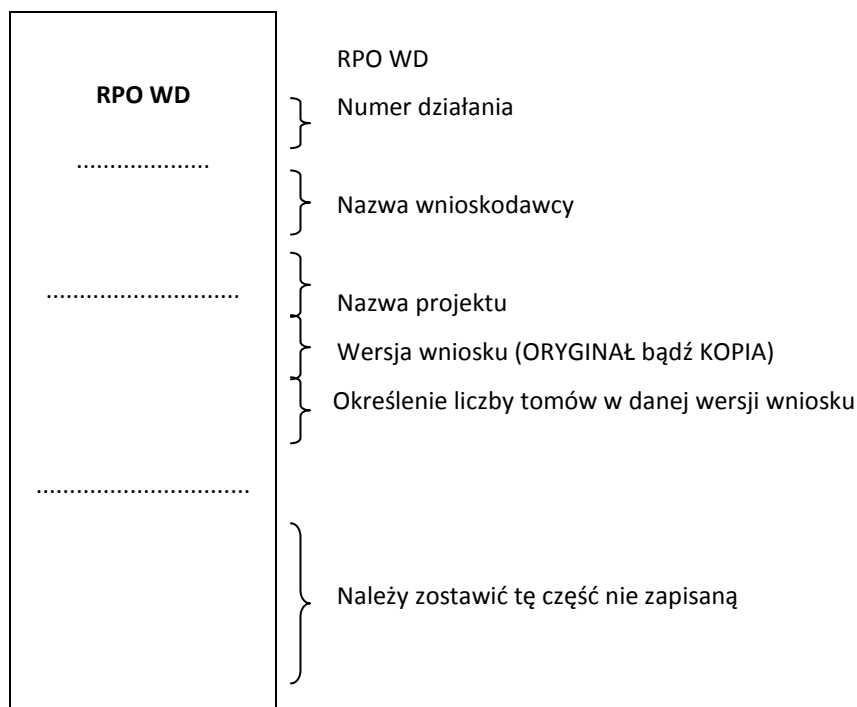 RPO WD
....................
.............................
................................
RPO WD
Numer działania
Nazwa wnioskodawcy
Nazwa projektu
Wersja wniosku (ORYGINAŁ bądź KOPIA)
Określenie liczby tomów w danej wersji wniosku
Należy zostawić tę część nie zapisaną